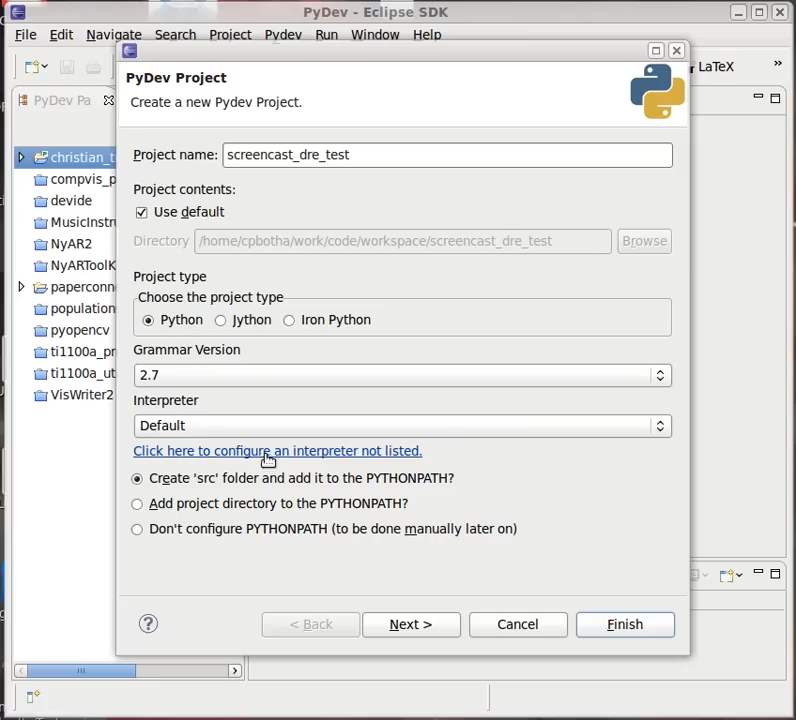 PyDev - Eclipse SDK
File Edit Navigate Search Project Pydev Run Window Help
LaTeX »
PyDev Pa
PyDev Project
Create a new Pydev Project.
Project name: screencast_dre_test
Project contents:
Use default
Directory /home/cpbotha/work/code/workspace/screencast_dre_test Browse
Project type
Choose the project type
Python Jython Iron Python
Grammar Version
2.7
Interpreter
Default
Click here to configure an interpreter not listed.
Create 'src' folder and add it to the PYTHONPATH?
Add project directory to the PYTHONPATH?
Don't configure PYTHONPATH (to be done manually later on)
? < Back Next > Cancel Finish
christian_t
compvis_p
devide
MusicInstru
NyAR2
NyARToolK
paperconn
population
pyopencv
ti1100a_pr
ti1100a_ut
VisWriter2